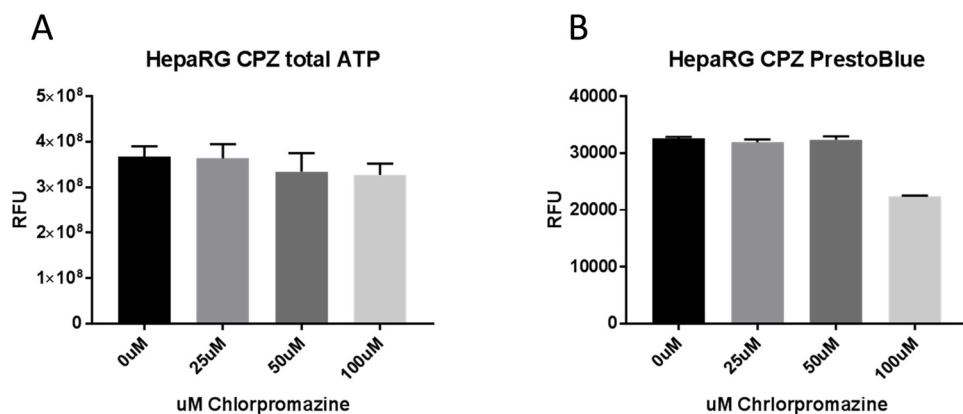 A
HepaRG CPZ total ATP
5×10⁸
4×10⁸
3×10⁸
2×10⁸
1×10⁸
0
RFU
0uM
25uM
50uM
100uM
uM Chlorpromazine
B
HepaRG CPZ PrestoBlue
40000
30000
20000
10000
0
RFU
0uM
25uM
50uM
100uM
uM Chrlorpromazine